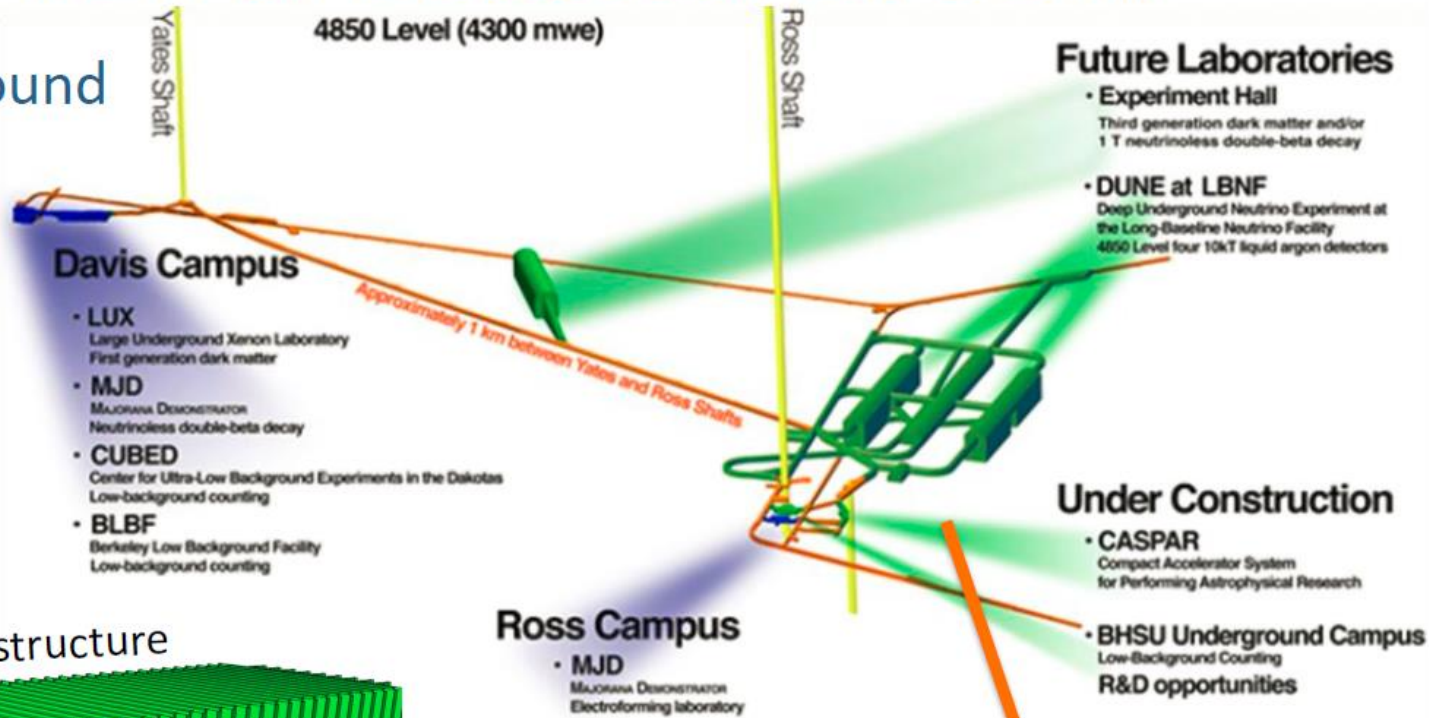 ound
Yates Shaft
4850 Level (4300 mwe)
Ross Shaft
Future Laboratories
· Experiment Hall
Third generation dark matter and/or
1 T neutrinoless double-beta decay
· DUNE at LBNF
Deep Underground Neutrino Experiment at
the Long-Baseline Neutrino Facility
4850 Level four 10kT liquid argon detectors
Davis Campus
· LUX
Large Underground Xenon Laboratory
First generation dark matter
· MJD
MAJORANA DEMONSTRATOR
Neutrinoless double-beta decay
· CUBED
Center for Ultra-Low Background Experiments in the Dakotas
Low-background counting
· BLBF
Berkeley Low Background Facility
Low-background counting
Approximately 1 km between Yates and Ross Shafts
Under Construction
· CASPAR
Compact Accelerator System
for Performing Astrophysical Research
· BHSU Underground Campus
Low-Background Counting
R&D opportunities
Ross Campus
· MJD
MAJORANA DEMONSTRATOR
Electroforming laboratory
structure